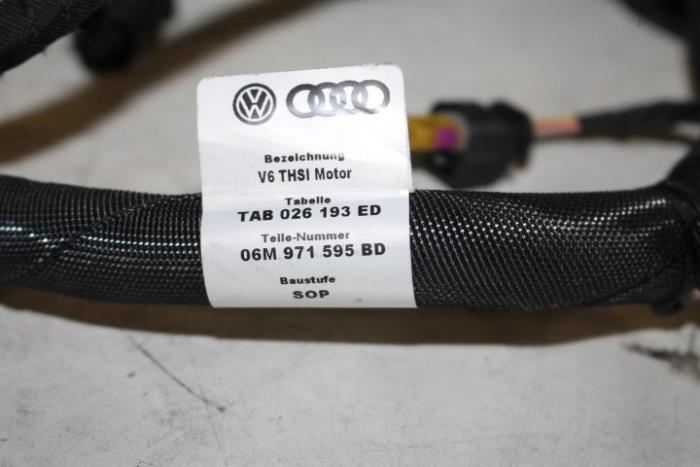 Bezeichnung
V6 THSI Motor
Tabelle
TAB 026 193 ED
Teile-Nummer
06M 971 595 BD
Baustufe
SOP